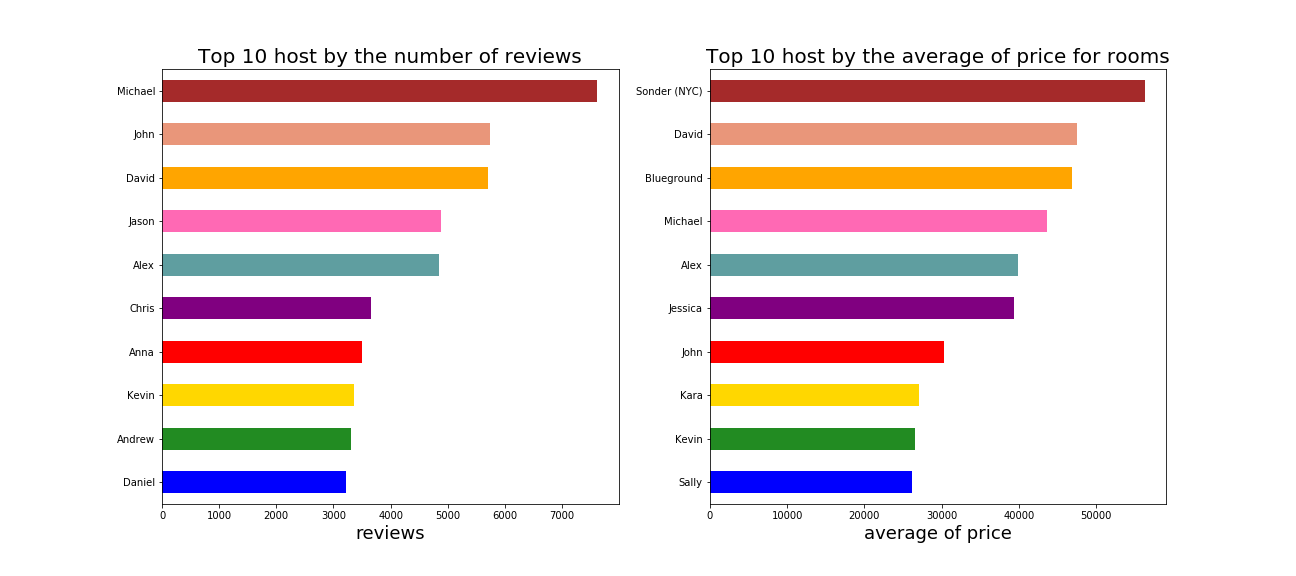 Top 10 host by the number of reviews
Michael
John
David
Jason
Alex
Chris
Anna
Kevin
Andrew
Daniel
0 1000 2000 3000 4000 5000 6000 7000
reviews
Top 10 host by the average of price for rooms
Sonder (NYC)
David
Blueground
Michael
Alex
Jessica
John
Kara
Kevin
Sally
0 10000 20000 30000 40000 50000
average of price